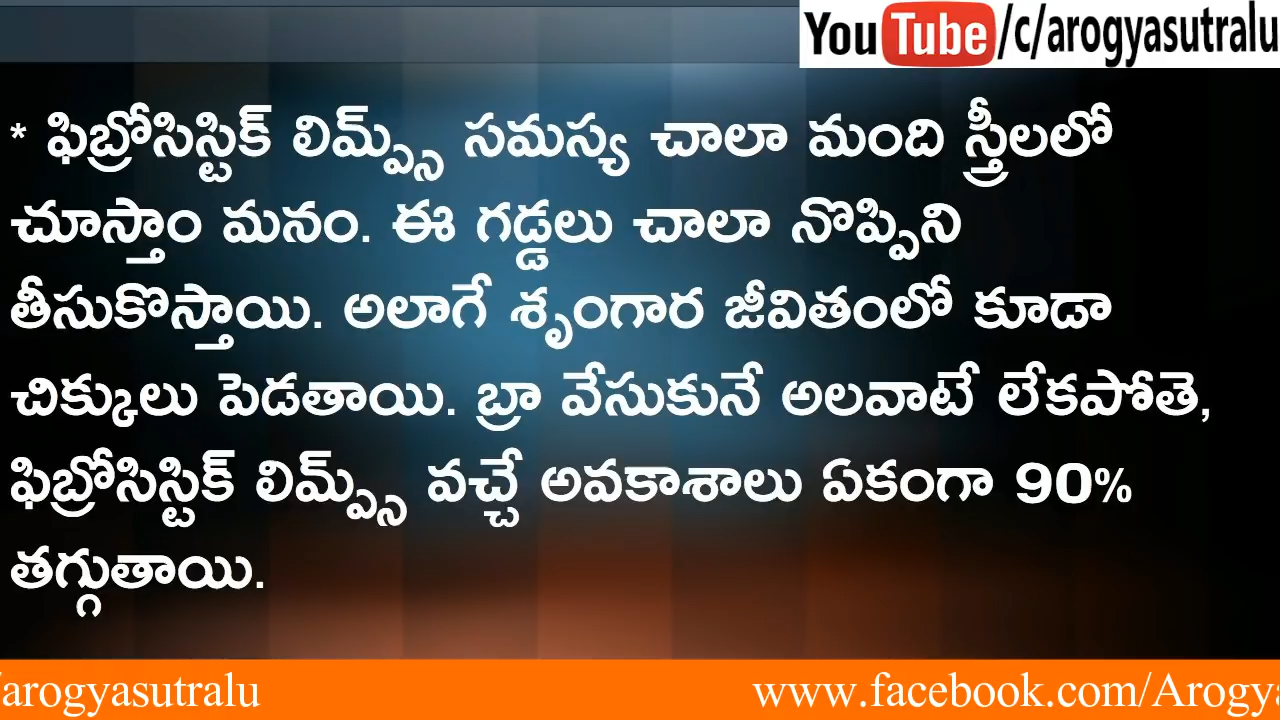 YouTube/c/arogyasutralu
* ఫిబ్రోసిస్టిక్ లిమ్ప్స్ సమస్య చాలా మంది స్త్రీలలో
చూస్తాం మనం. ఈ గడ్డలు చాలా నొప్పిని
తీసుకొస్తాయి. అలాగే శృంగార జీవితంలో కూడా
చిక్కులు పెడతాయి. బ్రా వేసుకునే అలవాటే లేకపోతె,
ఫిబ్రోసిస్టిక్ లిమ్ప్స్ వచ్చే అవకాశాలు ఏకంగా 90%
తగ్గుతాయి.
/arogyasutralu www.facebook.com/Arogya